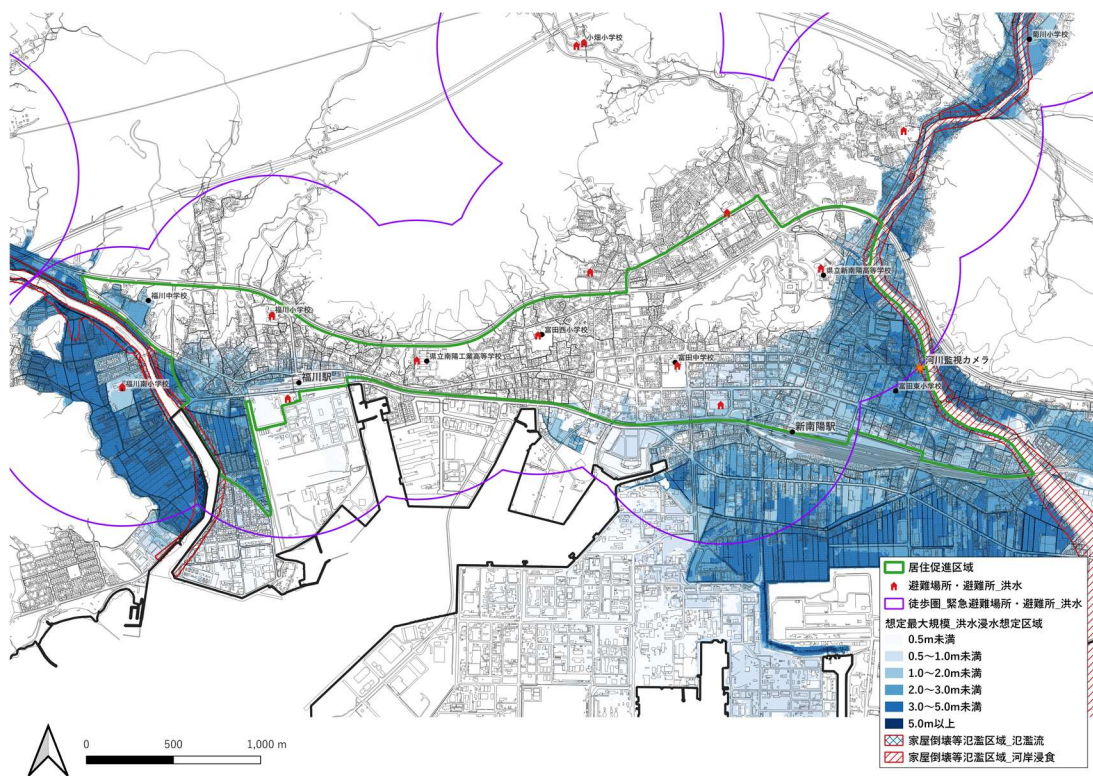 小畑小学校
菊川小学校
県立新南陽高等学校
福川中学校
福川小学校
富田西小学校
県立南陽工業高等学校
富田中学校
河川監視カメラ
福川南小学校
福川駅
富田東小学校
新南陽駅
居住促進区域
避難場所・避難所_洪水
徒歩圏_緊急避難場所・避難所_洪水
想定最大規模_洪水浸水想定区域
0.5m未満
0.5～1.0m未満
1.0～2.0m未満
2.0～3.0m未満
3.0～5.0m未満
5.0m以上
家屋倒壊等氾濫区域_氾濫流
家屋倒壊等氾濫区域_河岸浸食
0 500 1,000 m